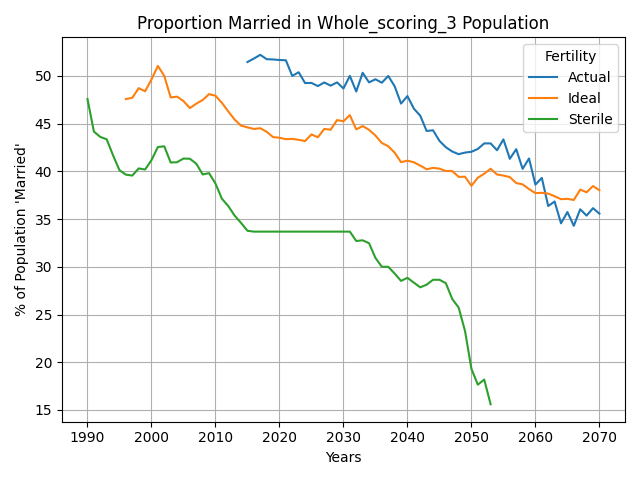 Proportion Married in Whole_scoring_3 Population
Fertility
Actual
Ideal
Sterile
% of Population 'Married'
50
45
40
35
30
25
20
15
1990 2000 2010 2020 2030 2040 2050 2060 2070
Years